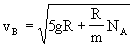 v_B = √(5gR + R/m N_A)